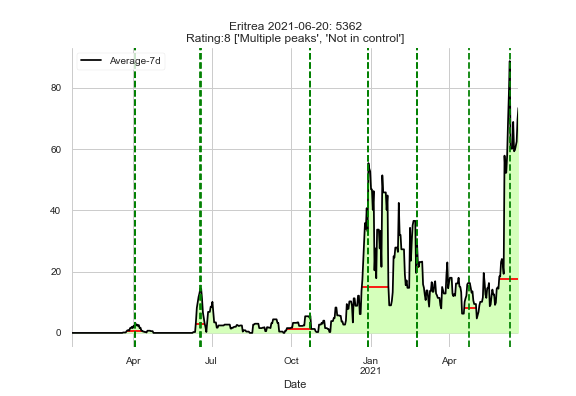 Eritrea 2021-06-20: 5362
Rating:8 ['Multiple peaks', 'Not in control']
Average-7d
80
60
40
20
0
Apr Jul Oct Jan Apr
2021
Date